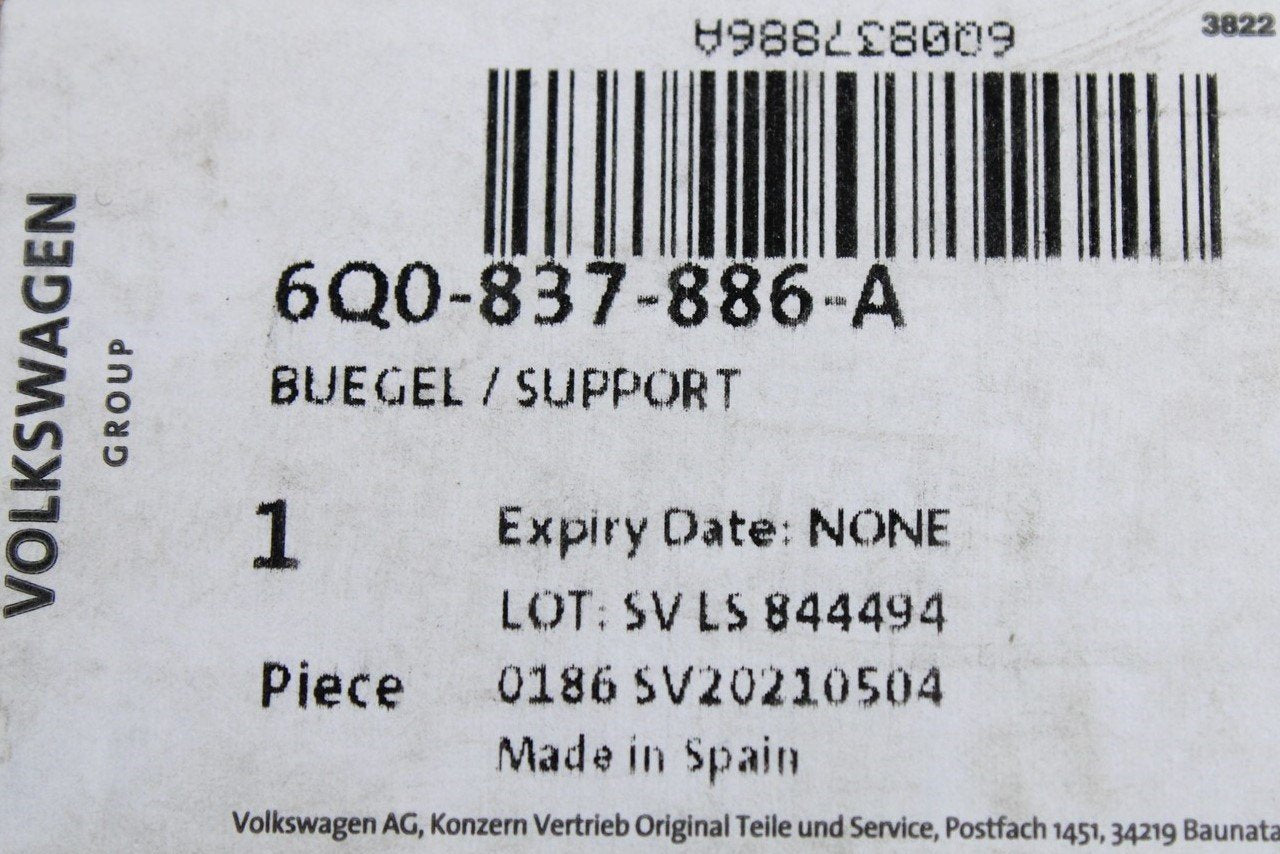 6Q0837886A
3822
6Q0-837-886-A
BUEGEL / SUPPORT
1
Expiry Date: NONE
LOT: SV LS 844494
Piece
0186 SV20210504
Made in Spain
VOLKSWAGEN
GROUP
Volkswagen AG, Konzern Vertrieb Original Teile und Service, Postfach 1451, 34219 Baunata